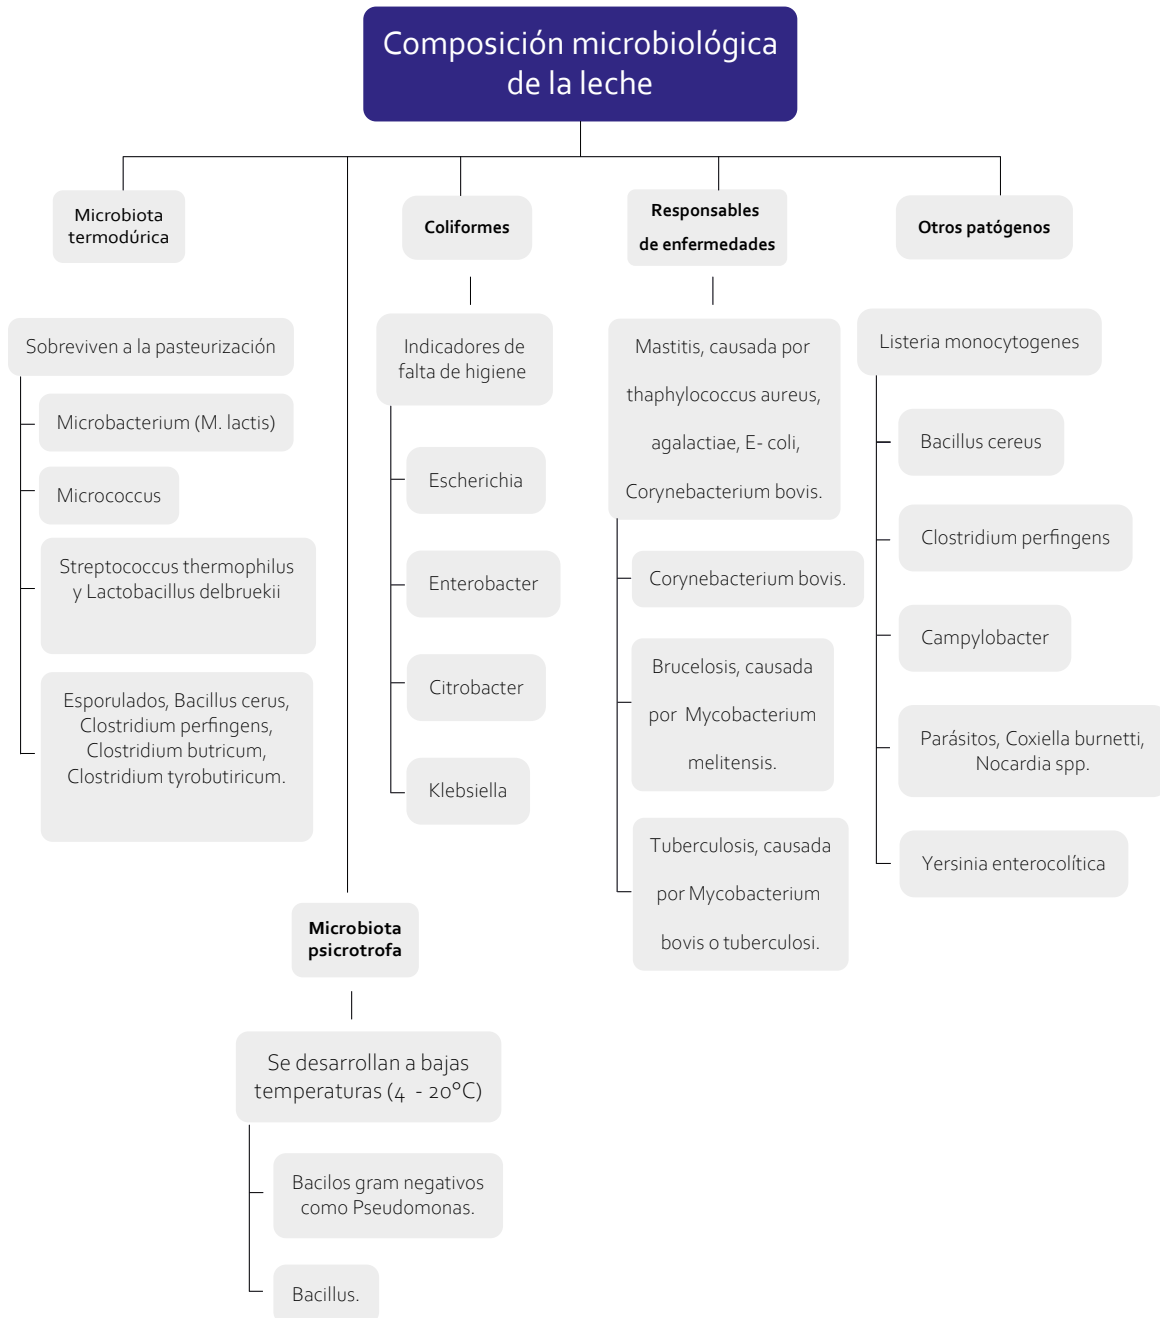 Composición microbiológica
de la leche
Microbiota
termodúrica
Sobreviven a la pasteurización
Microbacterium (M. lactis)
Micrococcus
Streptococcus thermophilus
y Lactobacillus delbruekii
Esporulados, Bacillus cerus,
Clostridium perfingens,
Clostridium butricum,
Clostridium tyrobutiricum.
Microbiota
psicrotrofa
Se desarrollan a bajas
temperaturas (4 - 20°C)
Bacilos gram negativos
como Pseudomonas.
Bacillus.
Coliformes
Indicadores de
falta de higiene
Escherichia
Enterobacter
Citrobacter
Klebsiella
Responsables
de enfermedades
Mastitis, causada por
thaphylococcus aureus,
agalactiae, E- coli,
Corynebacterium bovis.
Corynebacterium bovis.
Brucelosis, causada
por Mycobacterium
melitensis.
Tuberculosis, causada
por Mycobacterium
bovis o tuberculosi.
Otros patógenos
Listeria monocytogenes
Bacillus cereus
Clostridium perfingens
Campylobacter
Parásitos, Coxiella burnetti,
Nocardia spp.
Yersinia enterocolítica